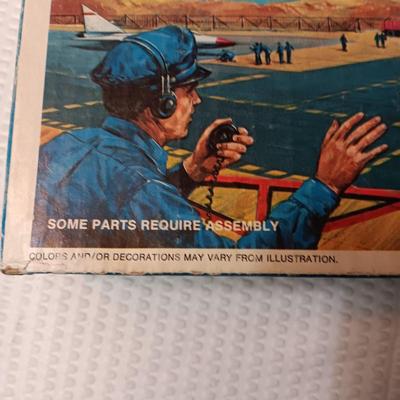 SOME PARTS REQUIRE ASSEMBLY
COLORS AND/OR DECORATIONS MAY VARY FROM ILLUSTRATION.